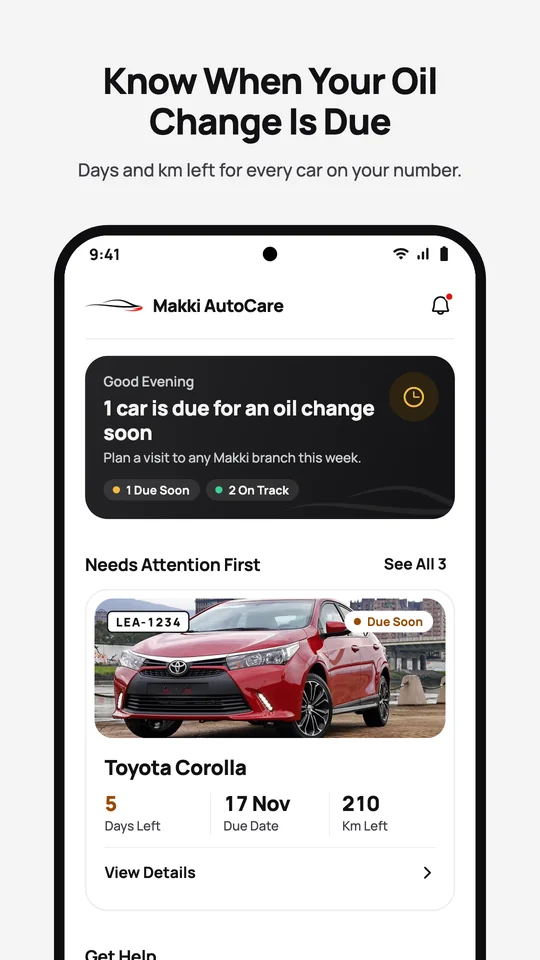 Know When Your Oil
Change Is Due
Days and km left for every car on your number.
9:41
Makki AutoCare
Good Evening
1 car is due for an oil change
soon
Plan a visit to any Makki branch this week.
1 Due Soon
2 On Track
Needs Attention First
See All 3
LEA-1234
Due Soon
Toyota Corolla
5
Days Left
17 Nov
Due Date
210
Km Left
View Details
Get Help